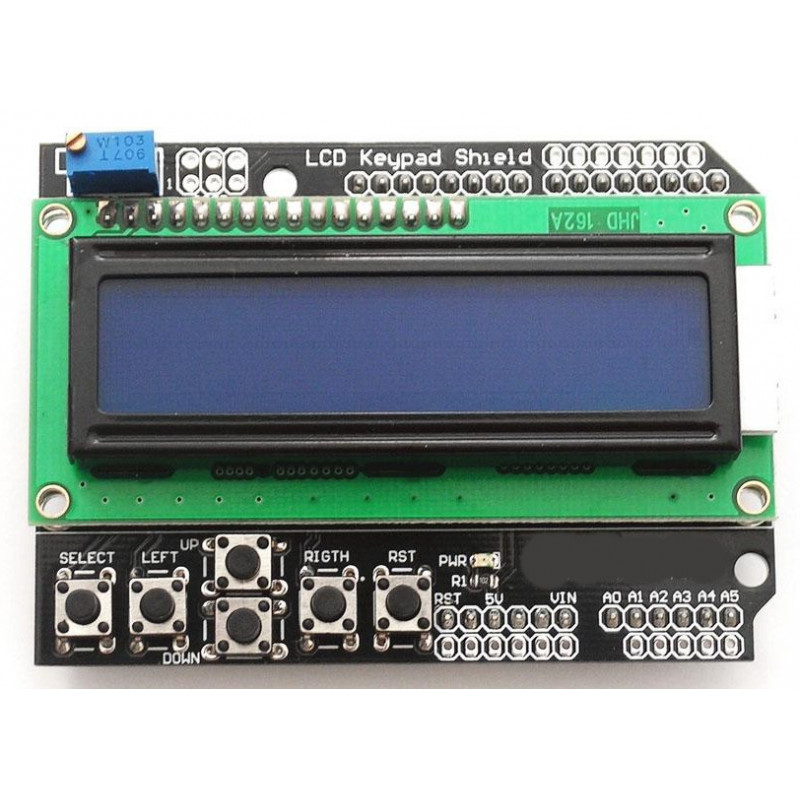 W103
907T
LCD Keypad Shield
1
JHD 162A
SELECT
LEFT
UP
DOWN
RIGTH
RST
PWR
R1
102
RST 5V VIN
A0 A1 A2 A3 A4 A5